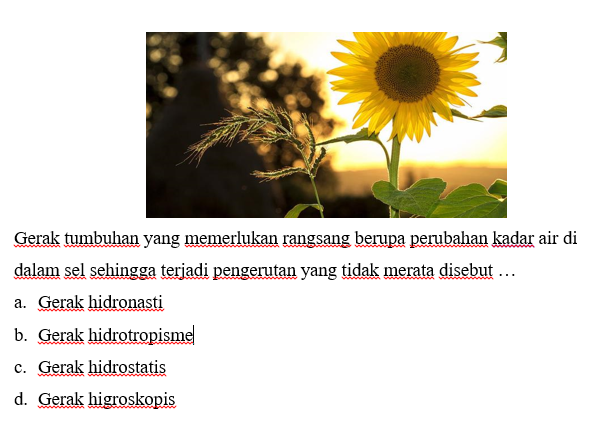 Gerak tumbuhan yang memerlukan rangsang berupa perubahan kadar air di
dalam sel sehingga terjadi pengerutan yang tidak merata disebut …
a. Gerak hidronasti
b. Gerak hidrotropisme
c. Gerak hidrostatis
d. Gerak higroskopis